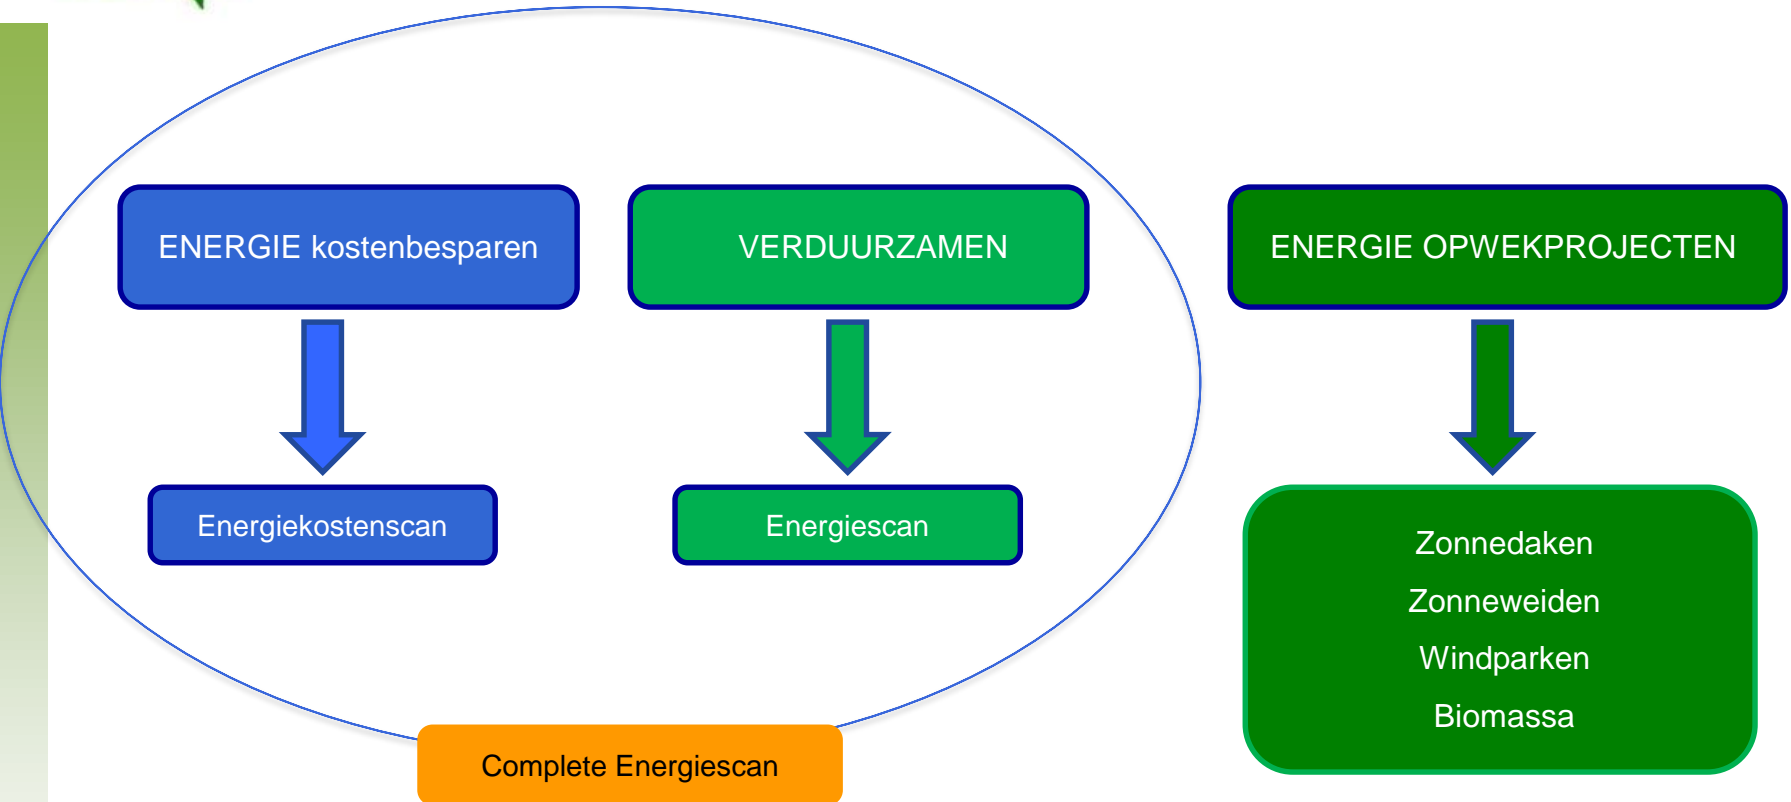 ENERGIE kostenbesparen
VERDUURZAMEN
ENERGIE OPWEKPROJECTEN
Energiekostenscan
Energiescan
Zonnedaken
Zonneweiden
Windparken
Biomassa
Complete Energiescan